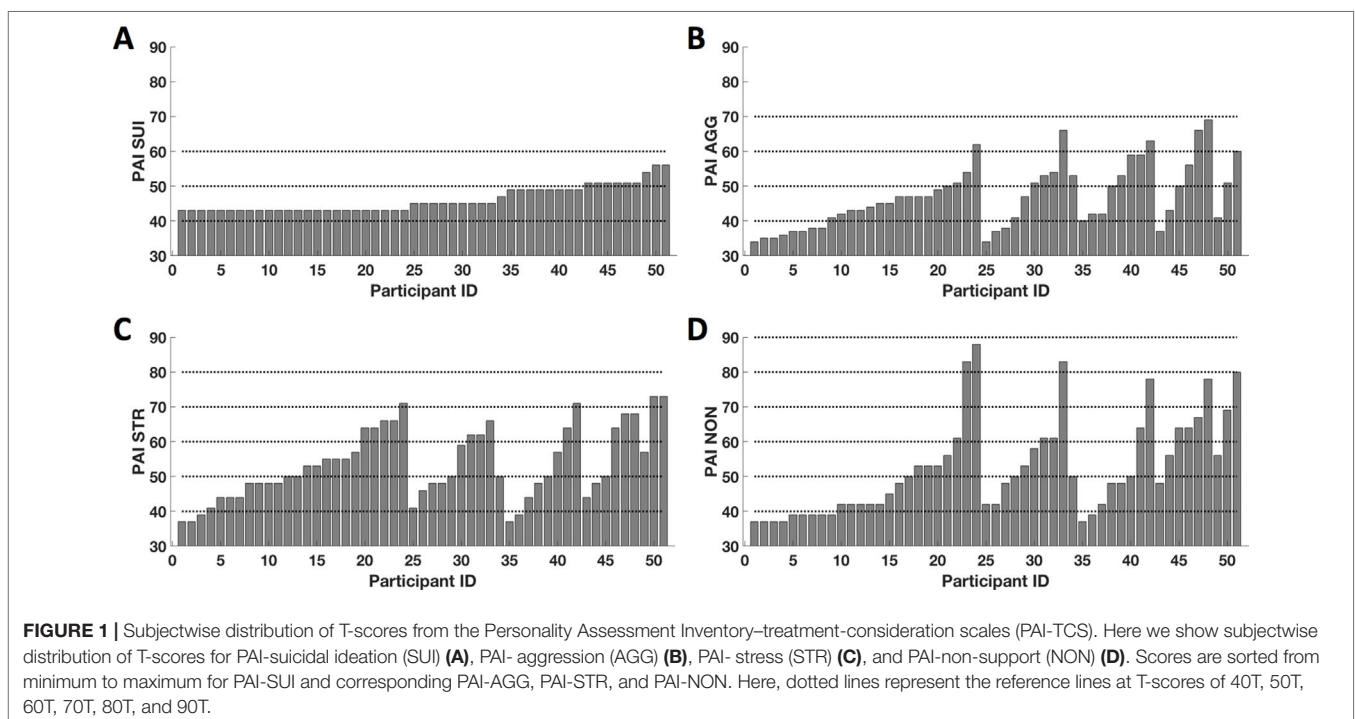 A
90
80
70
60
50
40
30
PAI SUI
0 5 10 15 20 25 30 35 40 45 50
Participant ID
B
90
80
70
60
50
40
30
PAI AGG
0 5 10 15 20 25 30 35 40 45 50
Participant ID
C
90
80
70
60
50
40
30
PAI STR
0 5 10 15 20 25 30 35 40 45 50
Participant ID
D
90
80
70
60
50
40
30
PAI NON
0 5 10 15 20 25 30 35 40 45 50
Participant ID
FIGURE 1 | Subjectwise distribution of T-scores from the Personality Assessment Inventory–treatment-consideration scales (PAI-TCS). Here we show subjectwise
distribution of T-scores for PAI-suicidal ideation (SUI) (A), PAI- aggression (AGG) (B), PAI- stress (STR) (C), and PAI-non-support (NON) (D). Scores are sorted from
minimum to maximum for PAI-SUI and corresponding PAI-AGG, PAI-STR, and PAI-NON. Here, dotted lines represent the reference lines at T-scores of 40T, 50T,
60T, 70T, 80T, and 90T.